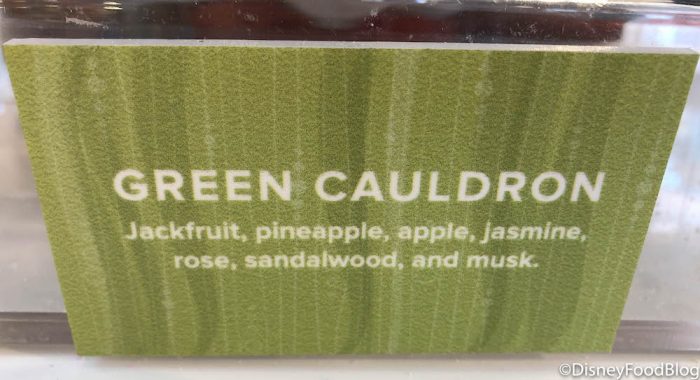 GREEN CAULDRON
Jackfruit, pineapple, apple, jasmine,
rose, sandalwood, and musk.
©DisneyFoodBlog